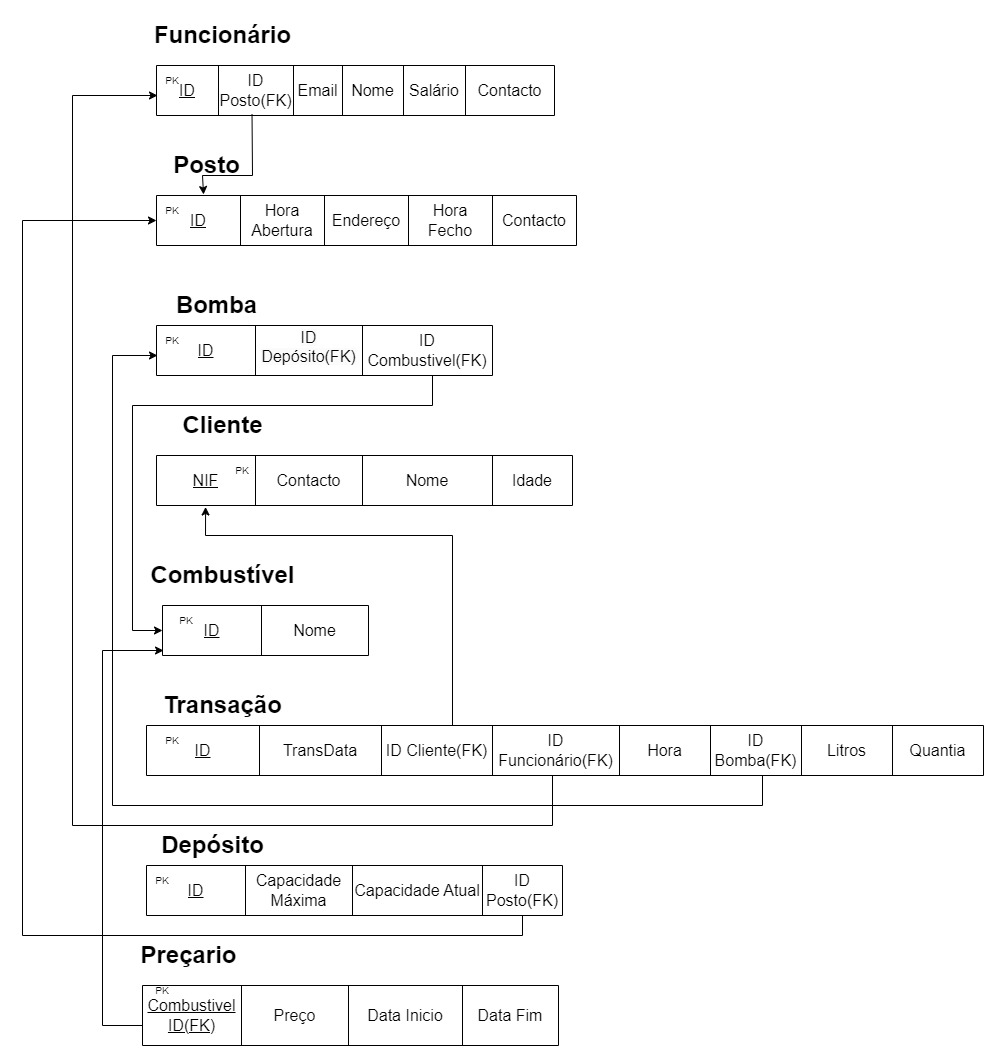 Funcionário
PK
ID
ID
Posto(FK)
Email
Nome
Salário
Contacto
Posto
PK
ID
Hora
Abertura
Endereço
Hora
Fecho
Contacto
Bomba
PK
ID
ID
Depósito(FK)
ID
Combustivel(FK)
Cliente
NIF
PK
Contacto
Nome
Idade
Combustível
PK
ID
Nome
Transação
PK
ID
TransData
ID Cliente(FK)
ID
Funcionário(FK)
Hora
ID
Bomba(FK)
Litros
Quantia
Depósito
PK
ID
Capacidade
Máxima
Capacidade Atual
ID
Posto(FK)
Preçario
PK
Combustivel
ID(FK)
Preço
Data Inicio
Data Fim